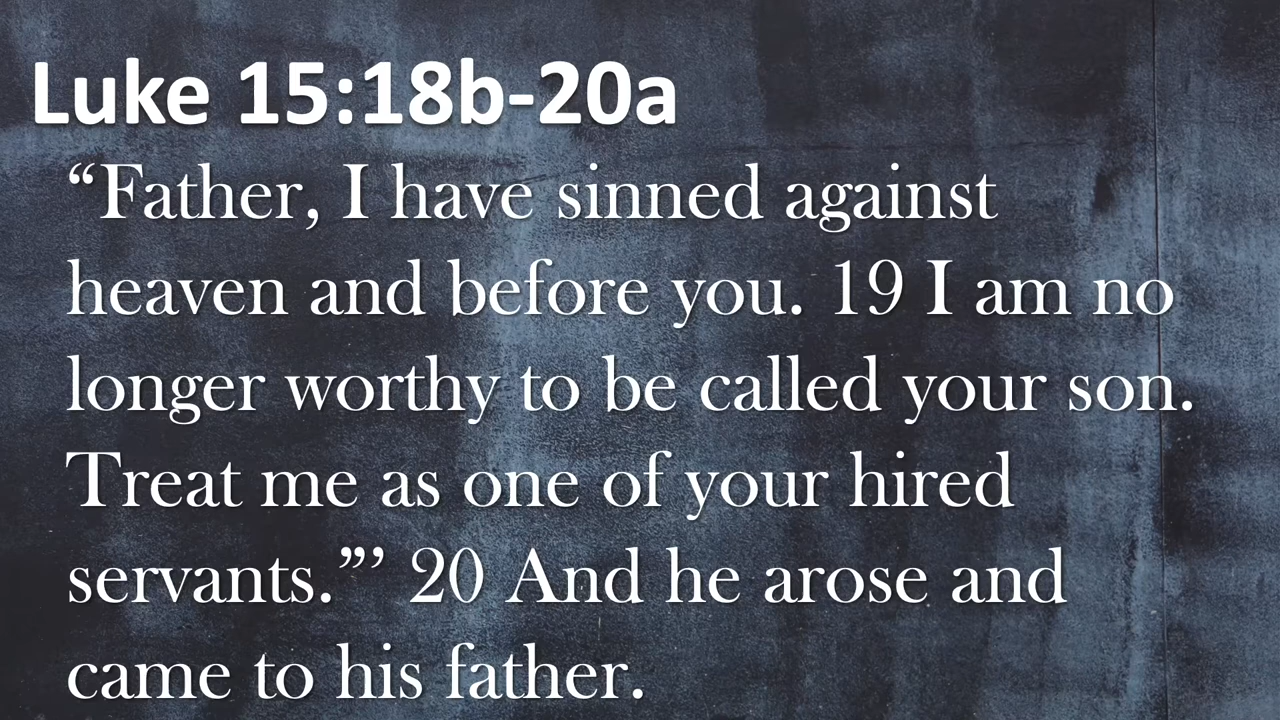 Luke 15:18b-20a
“Father, I have sinned against
heaven and before you. 19 I am no
longer worthy to be called your son.
Treat me as one of your hired
servants.”’ 20 And he arose and
came to his father.